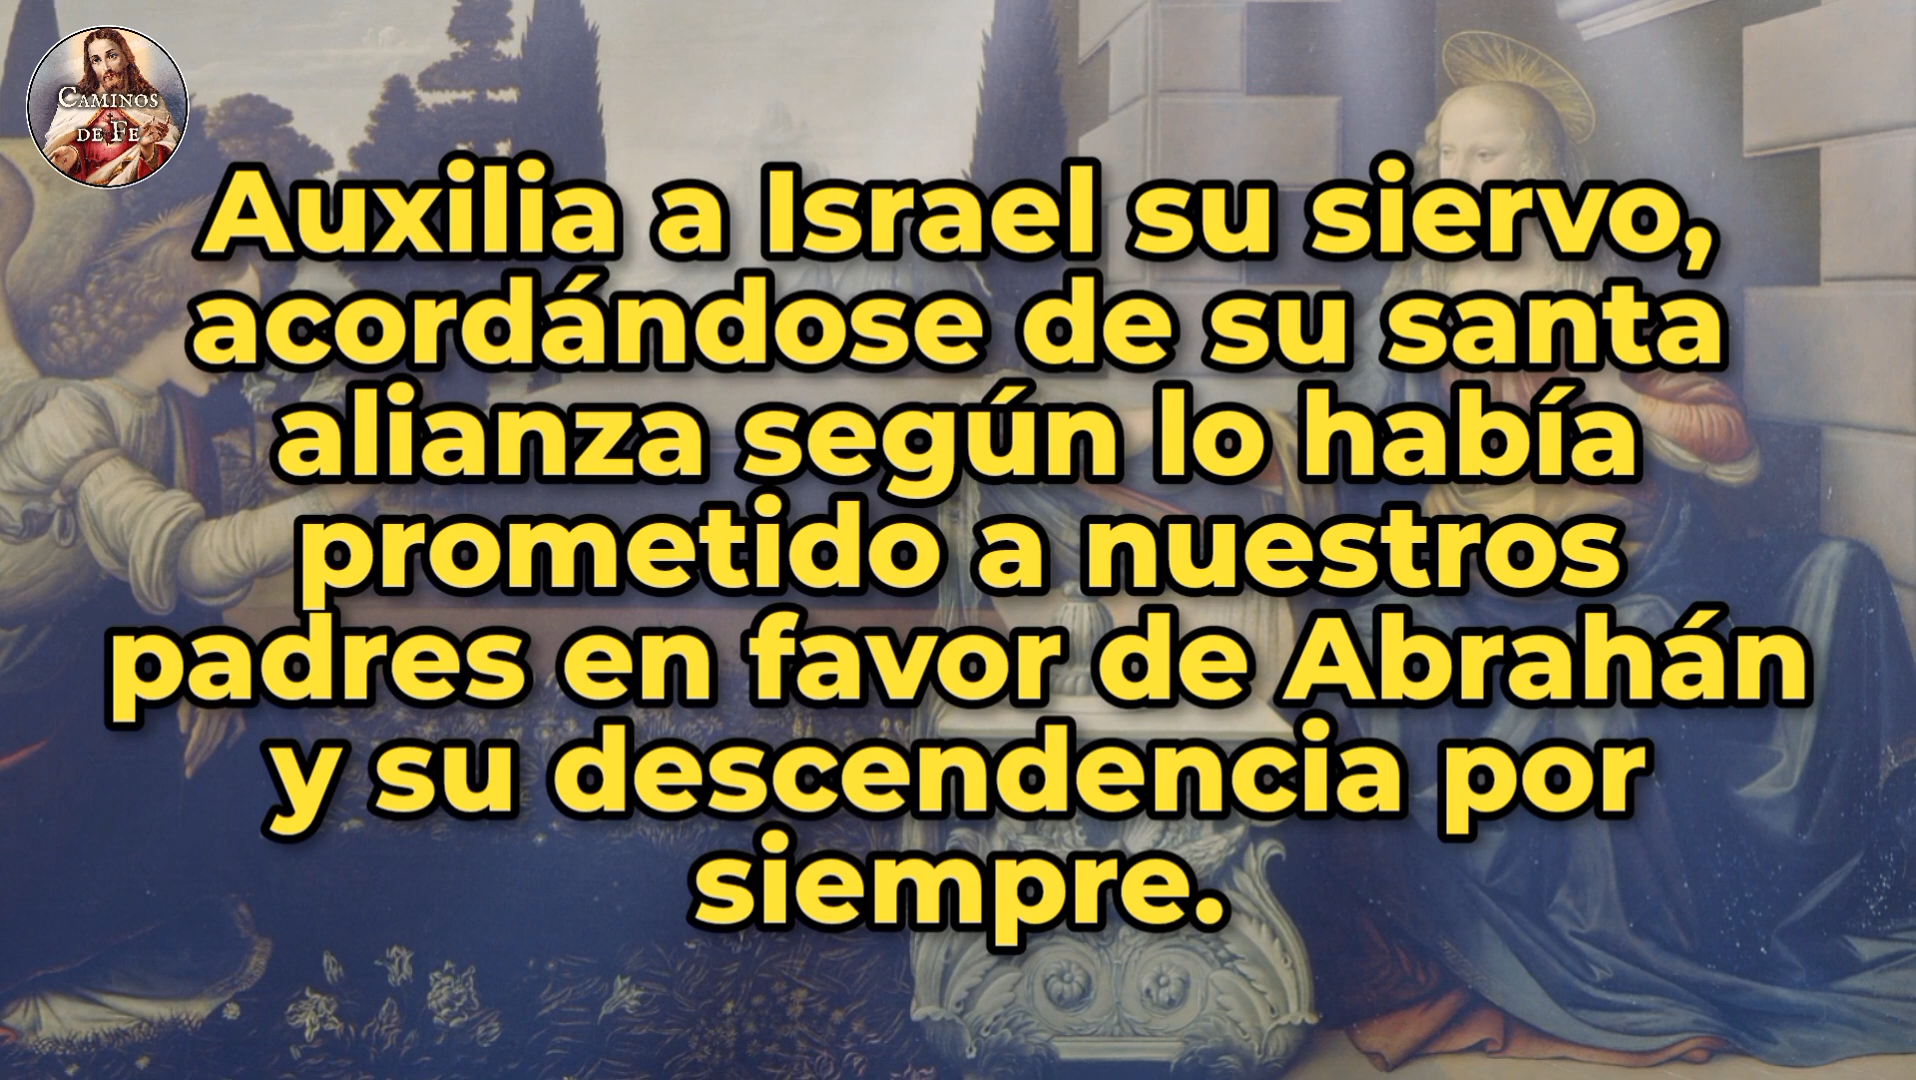 CAMINOS
DE FE
Auxilia a Israel su siervo,
acordándose de su santa
alianza según lo había
prometido a nuestros
padres en favor de Abrahán
y su descendencia por
siempre.